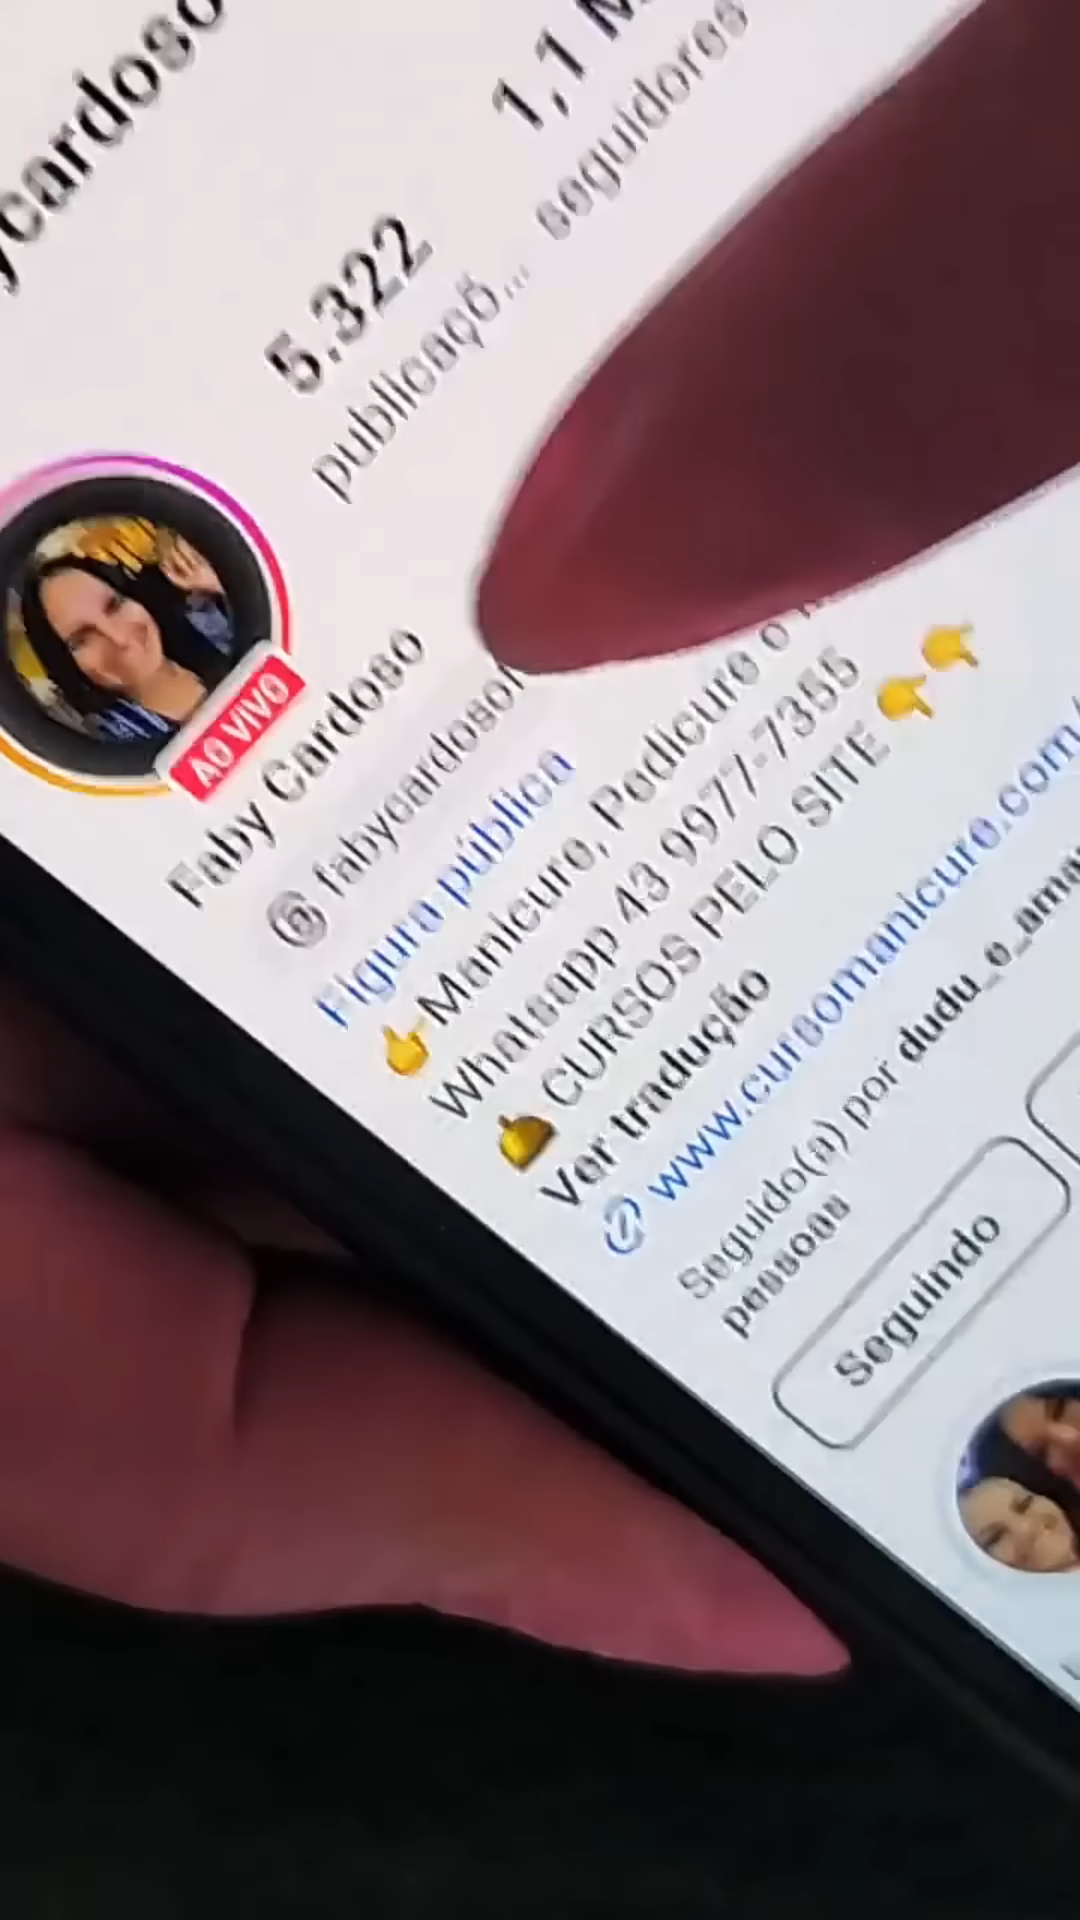 ycardoso
5.322
publicaçõ...
1,1 M
seguidores
AO VIVO
Faby Cardoso
@ fabycardoso
Figura pública
👉Manicure, Pedicure e
Whatsapp 43 9977-7355
CURSOS PELO SITE 👇👇
Ver tradução
www.cursomanicure.com/
Seguido(a) por dudu_e_ama
pessoas
Seguindo